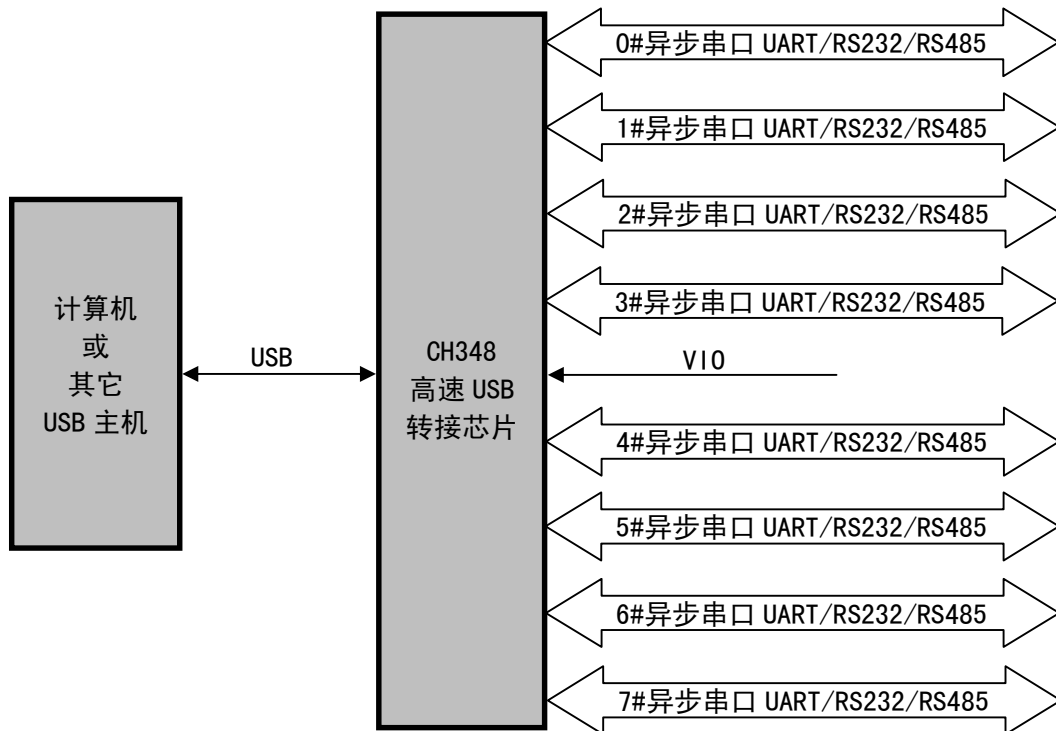 0#异步串口 UART/RS232/RS485
1#异步串口 UART/RS232/RS485
2#异步串口 UART/RS232/RS485
3#异步串口 UART/RS232/RS485
计算机
或
其它
USB 主机
USB
CH348
高速 USB
转接芯片
VIO
4#异步串口 UART/RS232/RS485
5#异步串口 UART/RS232/RS485
6#异步串口 UART/RS232/RS485
7#异步串口 UART/RS232/RS485